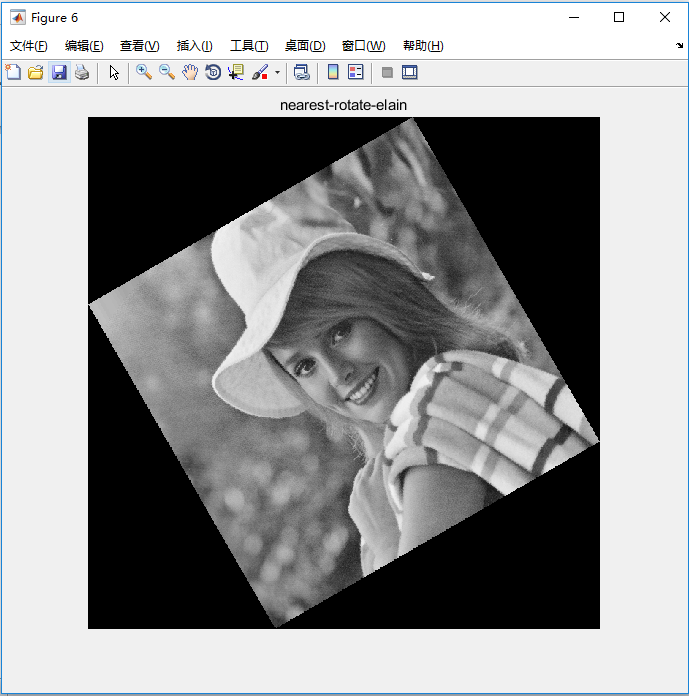 Figure 6
文件(F) 编辑(E) 查看(V) 插入(I) 工具(T) 桌面(D) 窗口(W) 帮助(H)
nearest-rotate-elain